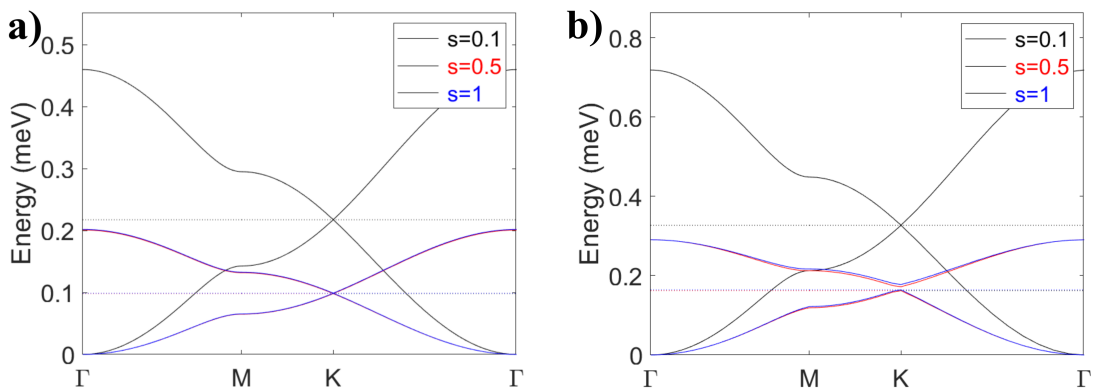 a)
Energy (meV)
0.5
0.4
0.3
0.2
0.1
0
Γ
M
K
Γ
s=0.1
s=0.5
s=1
b)
Energy (meV)
0.8
0.6
0.4
0.2
0
Γ
M
K
Γ
s=0.1
s=0.5
s=1